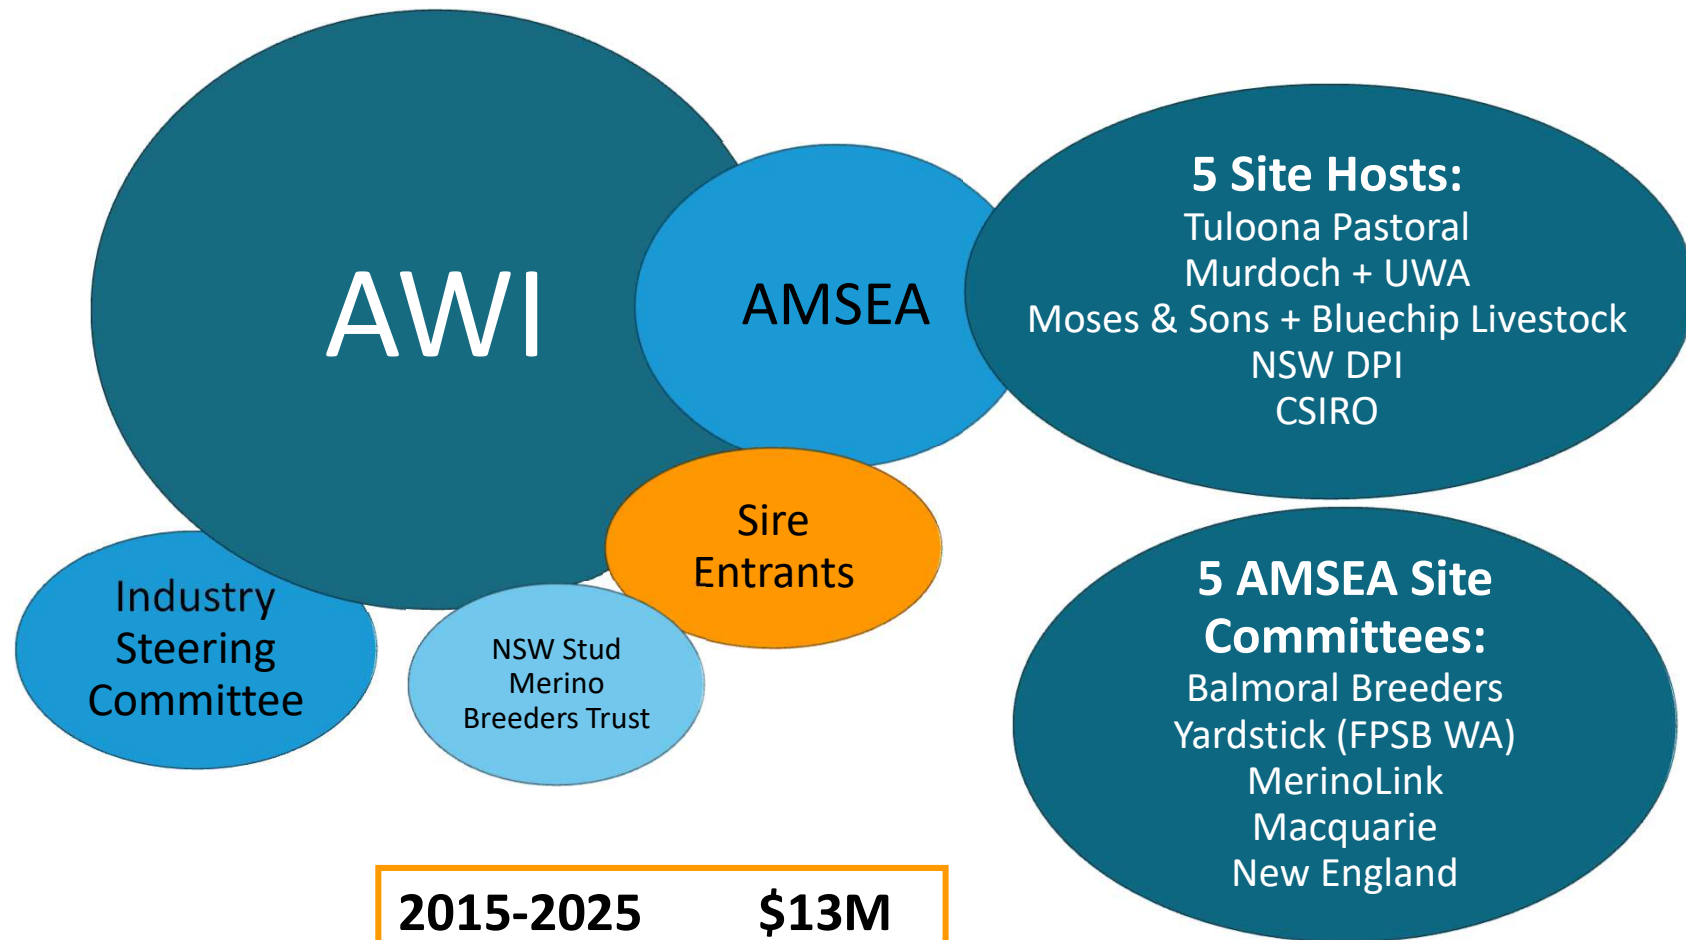 AWI
AMSEA
5 Site Hosts:
Tuloona Pastoral
Murdoch + UWA
Moses & Sons + Bluechip Livestock
NSW DPI
CSIRO
Sire
Entrants
Industry
Steering
Committee
NSW Stud
Merino
Breeders Trust
5 AMSEA Site
Committees:
Balmoral Breeders
Yardstick (FPSB WA)
MerinoLink
Macquarie
New England
2015-2025 $13M